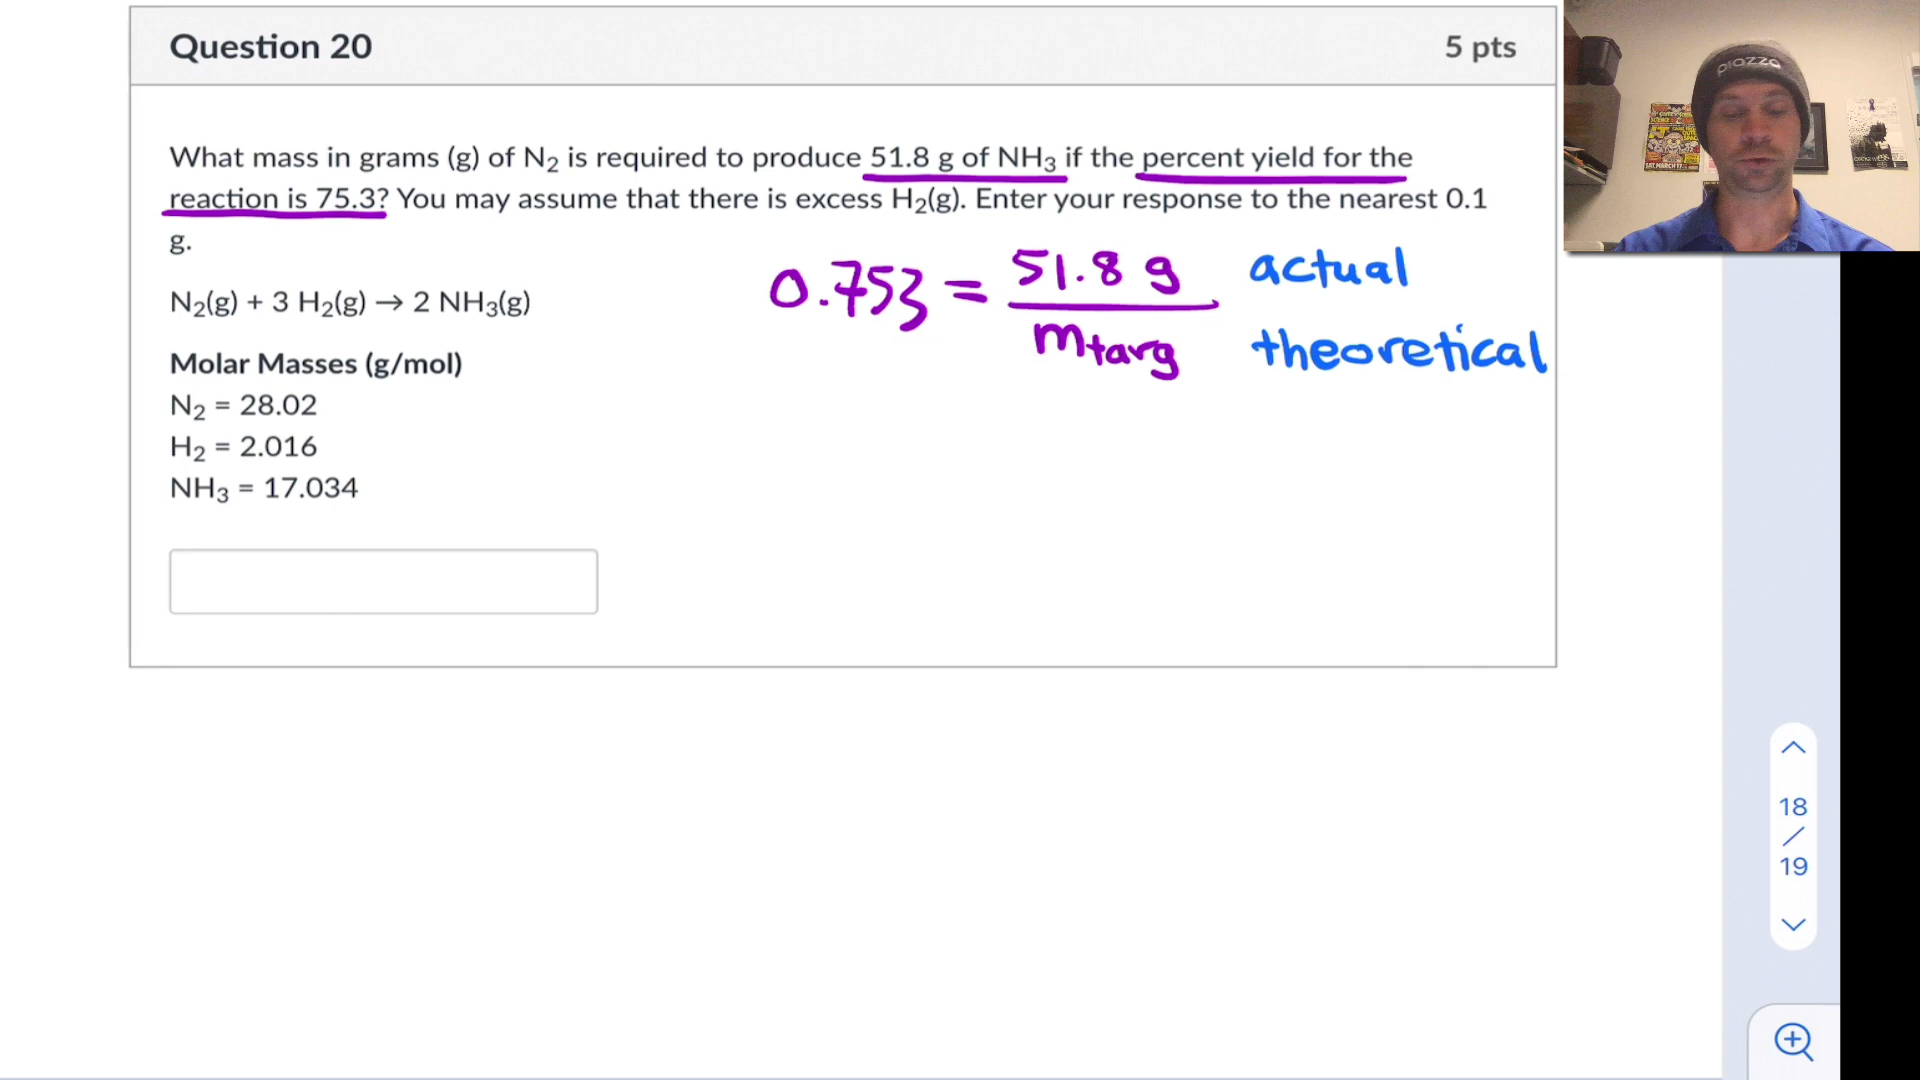 Question 20
5 pts
What mass in grams (g) of N₂ is required to produce 51.8 g of NH₃ if the percent yield for the
reaction is 75.3? You may assume that there is excess H₂(g). Enter your response to the nearest 0.1
g.
0.753 = 51.8 g / m targ
actual
theoretical
N₂(g) + 3 H₂(g) → 2 NH₃(g)
Molar Masses (g/mol)
N₂ = 28.02
H₂ = 2.016
NH₃ = 17.034
piazza
18
/
19